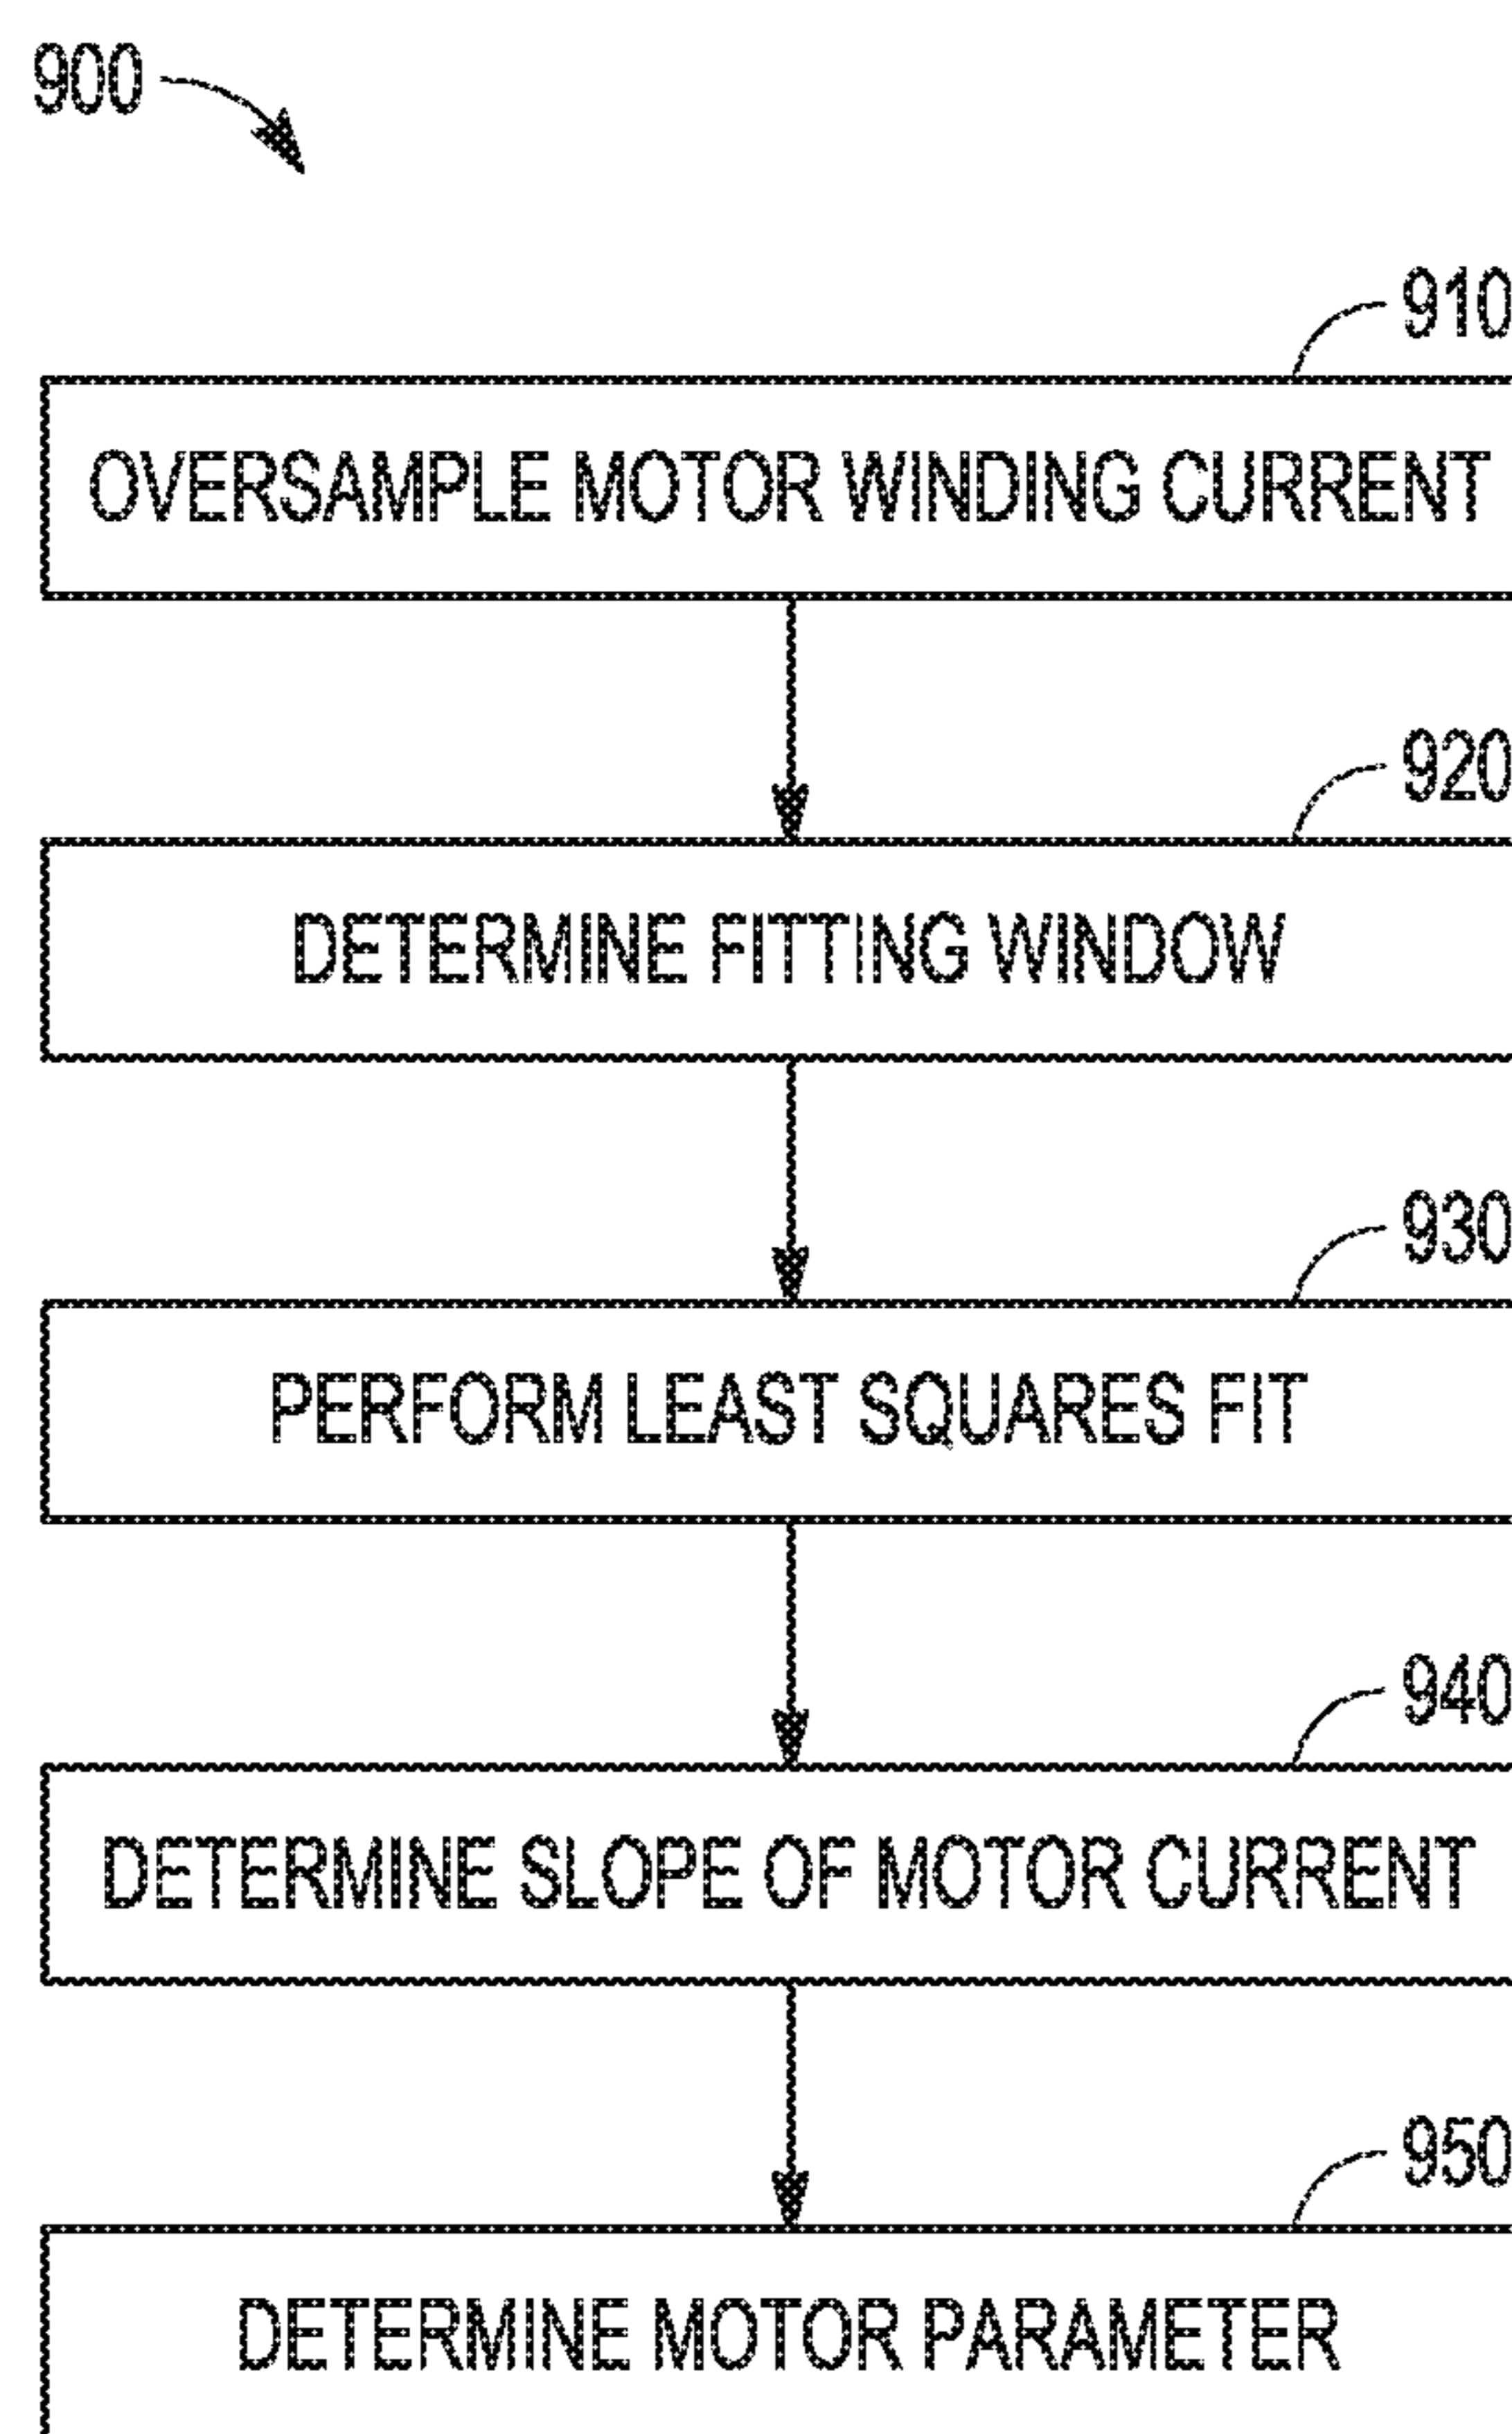 900
910
OVERSAMPLE MOTOR WINDING CURRENT
920
DETERMINE FITTING WINDOW
930
PERFORM LEAST SQUARES FIT
940
DETERMINE SLOPE OF MOTOR CURRENT
950
DETERMINE MOTOR PARAMETER